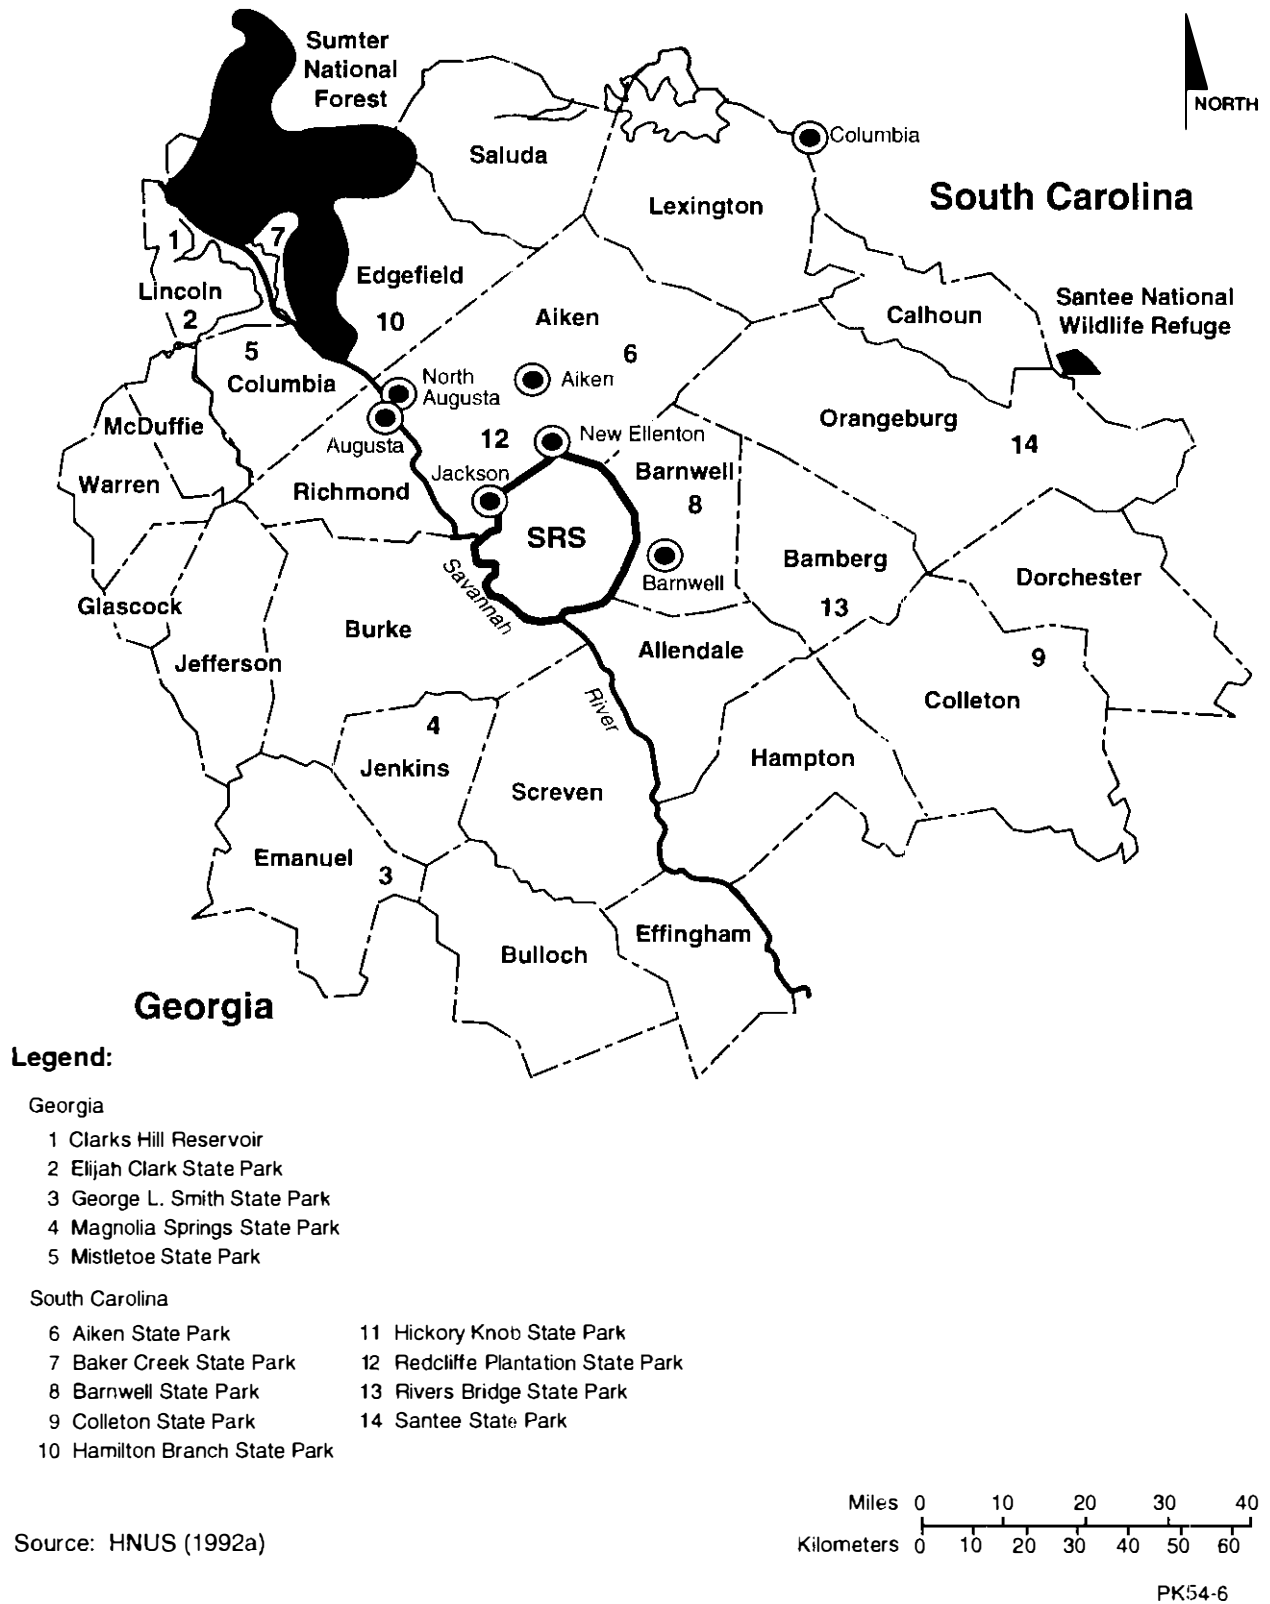 Sumter
National
Forest
NORTH
Columbia
Saluda
South Carolina
Lexington
1
7
Edgefield
Lincoln
Santee National
Wildlife Refuge
2
10
Aiken
Calhoun
5
6
Columbia
North
Augusta
Aiken
McDuffie
Orangeburg
Augusta
12
New Ellenton
14
Jackson
Barnwell
Warren
Richmond
8
SRS
Bamberg
Savannah
Barnwell
Dorchester
Glascock
13
Burke
Allendale
Jefferson
9
River
Colleton
4
Jenkins
Hampton
Screven
Emanuel
3
Effingham
Bulloch
Georgia
Legend:
Georgia
1 Clarks Hill Reservoir
2 Elijah Clark State Park
3 George L. Smith State Park
4 Magnolia Springs State Park
5 Mistletoe State Park
South Carolina
6 Aiken State Park
7 Baker Creek State Park
8 Barnwell State Park
9 Colleton State Park
10 Hamilton Branch State Park
11 Hickory Knob State Park
12 Redcliffe Plantation State Park
13 Rivers Bridge State Park
14 Santee State Park
Miles 0 10 20 30 40
Kilometers 0 10 20 30 40 50 60
Source: HNUS (1992a)
PK54-6